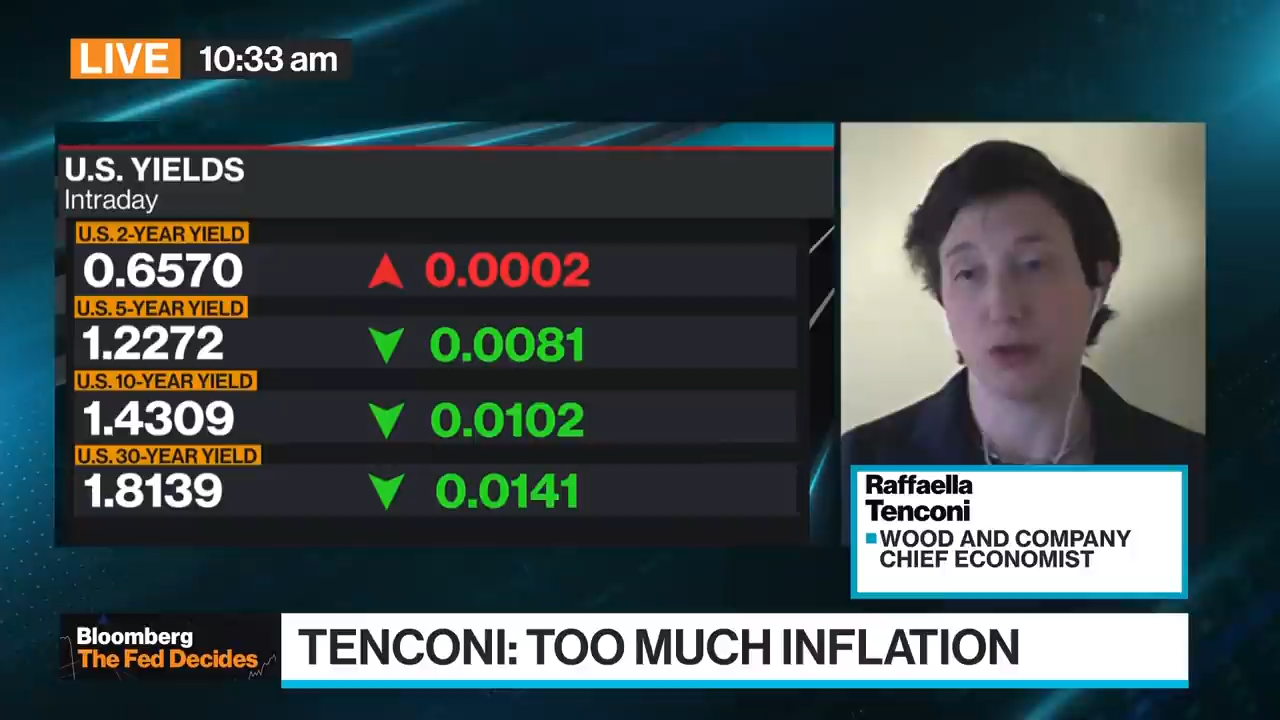 LIVE 10:33 am
U.S. YIELDS
Intraday
U.S. 2-YEAR YIELD
0.6570 0.0002
U.S. 5-YEAR YIELD
1.2272 0.0081
U.S. 10-YEAR YIELD
1.4309 0.0102
U.S. 30-YEAR YIELD
1.8139 0.0141
Raffaella
Tenconi
WOOD AND COMPANY
CHIEF ECONOMIST
Bloomberg
The Fed Decides
TENCONI: TOO MUCH INFLATION